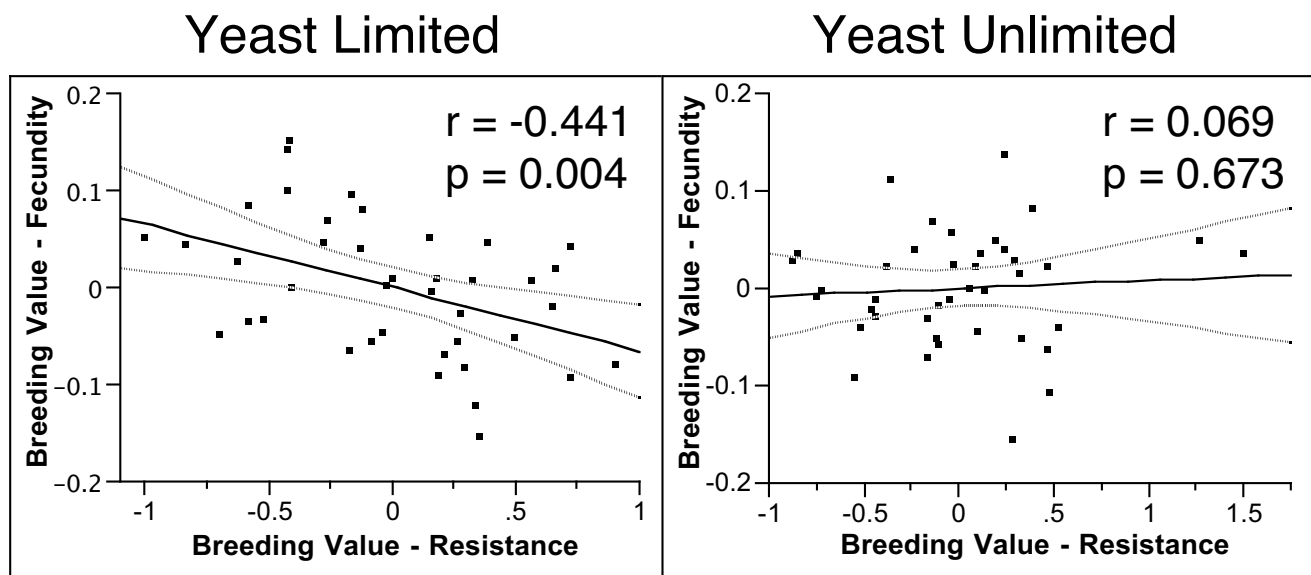 Yeast Limited
Yeast Unlimited
Breeding Value - Fecundity
0.2
0.1
0
−0.1
−0.2
r = -0.441
p = 0.004
-1
-0.5
0
.5
1
Breeding Value - Resistance
Breeding Value - Fecundity
0.2
0.1
0
-0.1
-0.2
r = 0.069
p = 0.673
-1
-0.5
0
.5
1
1.5
Breeding Value - Resistance